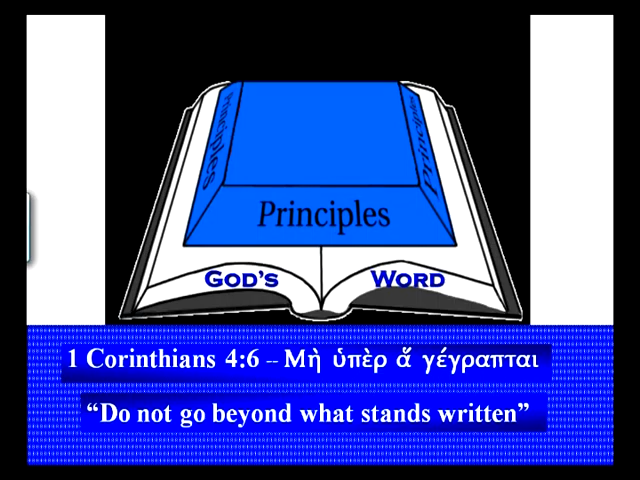 Principles
Principles
Principles
GOD'S WORD
1 Corinthians 4:6 -- Μὴ ὑπὲρ ἅ γέγραπται
“Do not go beyond what stands written”